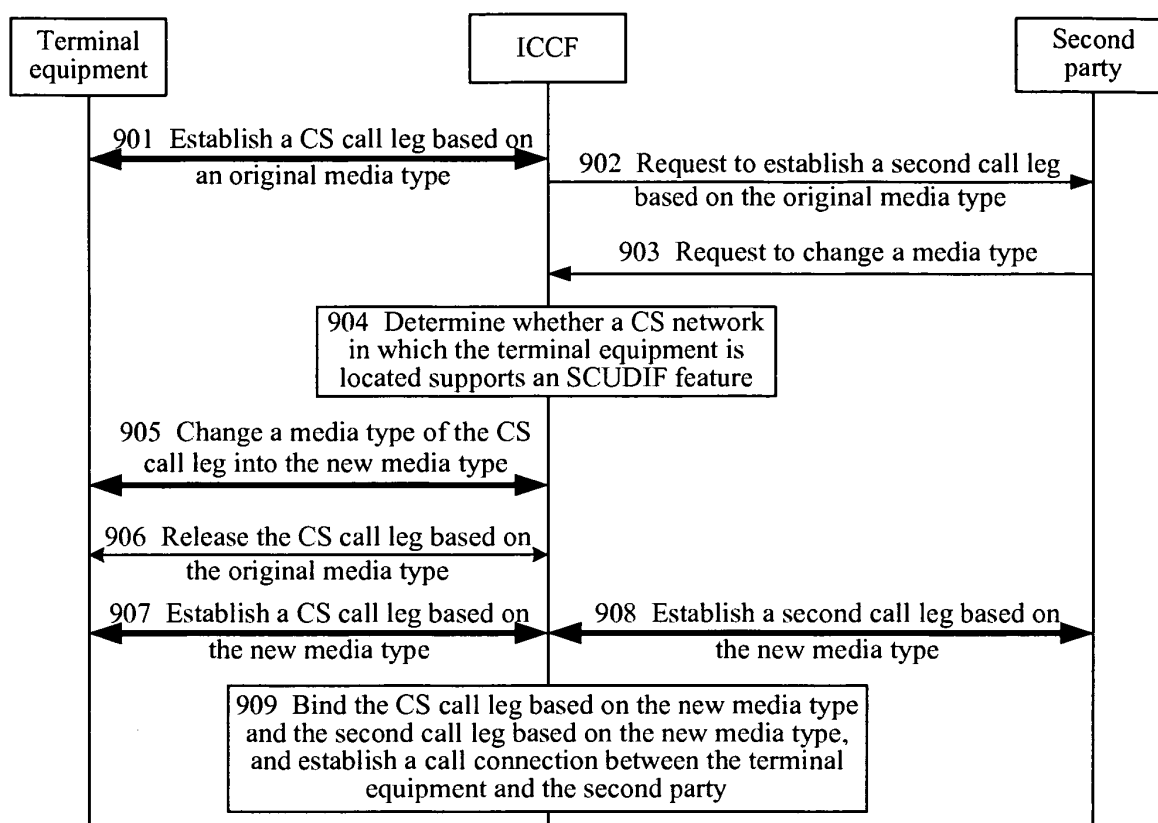 Terminal
equipment
ICCF
Second
party
901 Establish a CS call leg based on
an original media type
902 Request to establish a second call leg
based on the original media type
903 Request to change a media type
904 Determine whether a CS network
in which the terminal equipment is
located supports an SCUDIF feature
905 Change a media type of the CS
call leg into the new media type
906 Release the CS call leg based on
the original media type
907 Establish a CS call leg based on
the new media type
908 Establish a second call leg based on
the new media type
909 Bind the CS call leg based on the new media type
and the second call leg based on the new media type,
and establish a call connection between the terminal
equipment and the second party